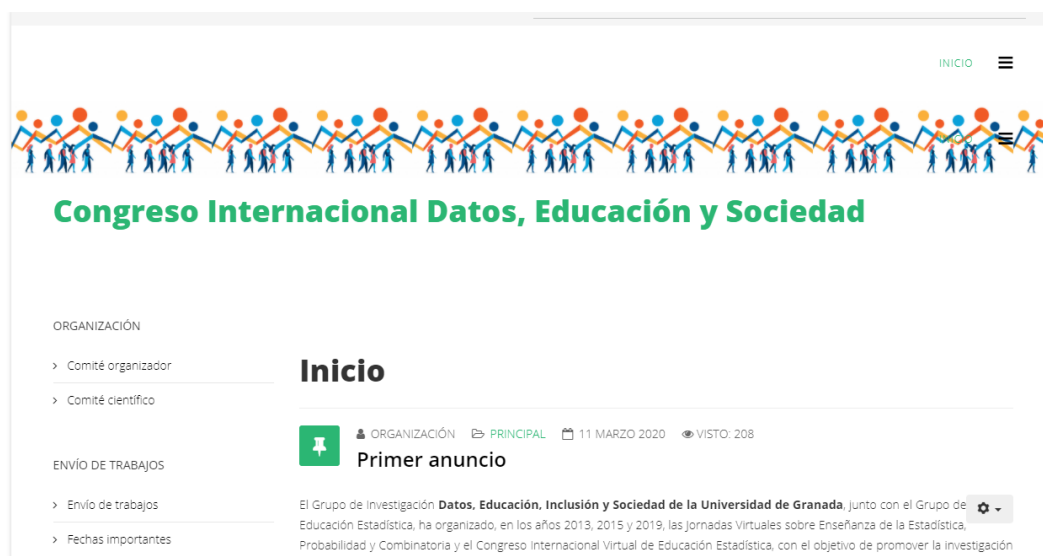 INICIO
INICIO
Congreso Internacional Datos, Educación y Sociedad
ORGANIZACIÓN
> Comité organizador
> Comité científico
ENVÍO DE TRABAJOS
> Envío de trabajos
> Fechas importantes
Inicio
ORGANIZACIÓN PRINCIPAL 11 MARZO 2020 VISTO: 208
Primer anuncio
El Grupo de Investigación Datos, Educación, Inclusión y Sociedad de la Universidad de Granada, junto con el Grupo de
Educación Estadística, ha organizado, en los años 2013, 2015 y 2019, las Jornadas Virtuales sobre Enseñanza de la Estadística,
Probabilidad y Combinatoria y el Congreso Internacional Virtual de Educación Estadística, con el objetivo de promover la investigación